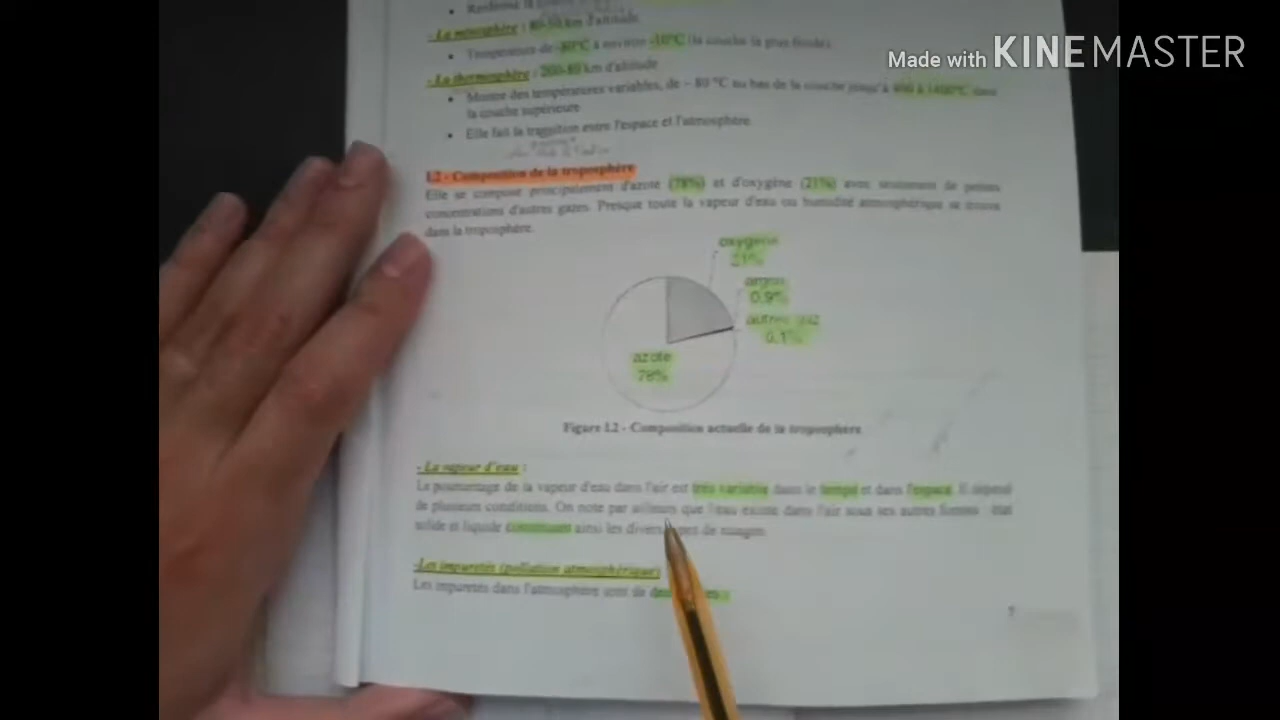 Made with KINEMASTER
- La mésosphère : 80-50 km d'altitude
• Température de -80°C à environ -10°C (la couche la plus froide)
- La thermosphère : 200-80 km d'altitude
• Montre des températures variables, de – 80 °C au bas de la couche jusqu'à à 1400°C dans
la couche supérieure
• Elle fait la transition entre l'espace et l'atmosphère
I.2 - Composition de la troposphère
Elle se compose principalement d'azote (78%) et d'oxygène (21%) avec seulement de petites
concentrations d'autres gazes. Presque toute la vapeur d'eau ou humidité atmosphérique se trouve
dans la troposphère.
oxygène
21%
argon
0.9%
autres gaz
0.1%
azote
78%
Figure I.2 - Composition actuelle de la troposphère
- La vapeur d'eau :
Le pourcentage de la vapeur d'eau dans l'air est très variable dans le temps et dans l'espace. Il dépend
de plusieurs conditions. On note par ailleurs que l'eau existe dans l'air sous ses autres formes : état
solide et liquide constituant ainsi les de nuages
-Les impuretés (pollution atmosphérique)
Les impuretés dans l'atmosphère sont de
7